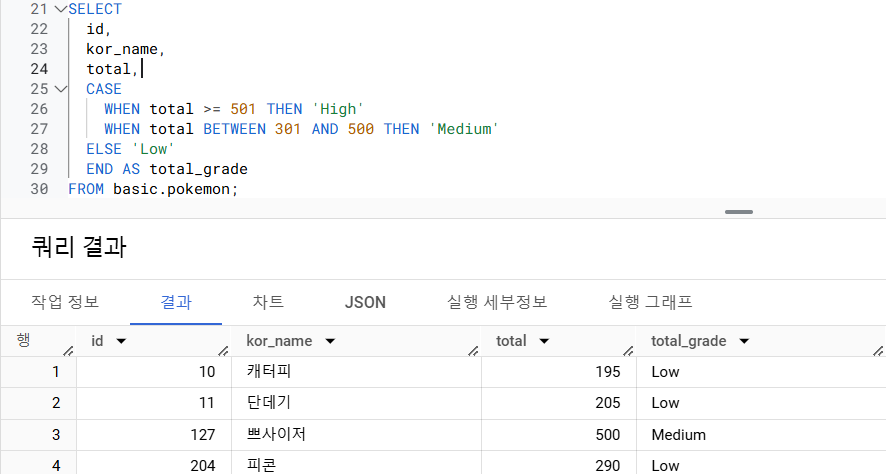 21 SELECT
22 id,
23 kor_name,
24 total,
25 CASE
26 WHEN total >= 501 THEN 'High'
27 WHEN total BETWEEN 301 AND 500 THEN 'Medium'
28 ELSE 'Low'
29 END AS total_grade
30 FROM basic.pokemon;
쿼리 결과
작업 정보 결과 차트 JSON 실행 세부정보 실행 그래프
행 id kor_name total total_grade
1 10 캐터피 195 Low
2 11 단데기 205 Low
3 127 쁘사이저 500 Medium
4 204 피콘 290 Low